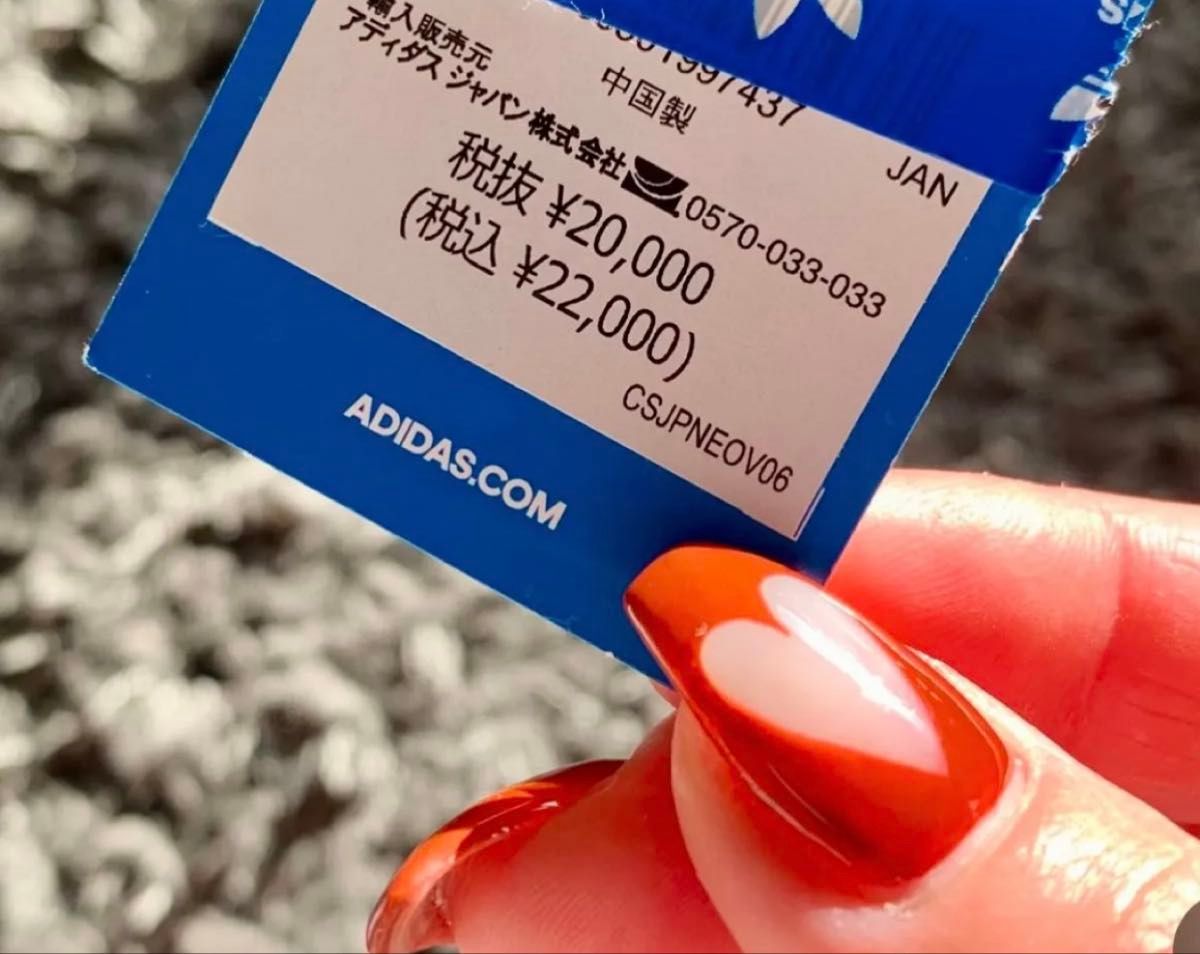 1997437
中国製
JAN
輸入販売元
アディダス ジャパン株式会社 0570-033-033
税抜 ¥20,000
(税込 ¥22,000)
CSJPNEOV06
ADIDAS.COM